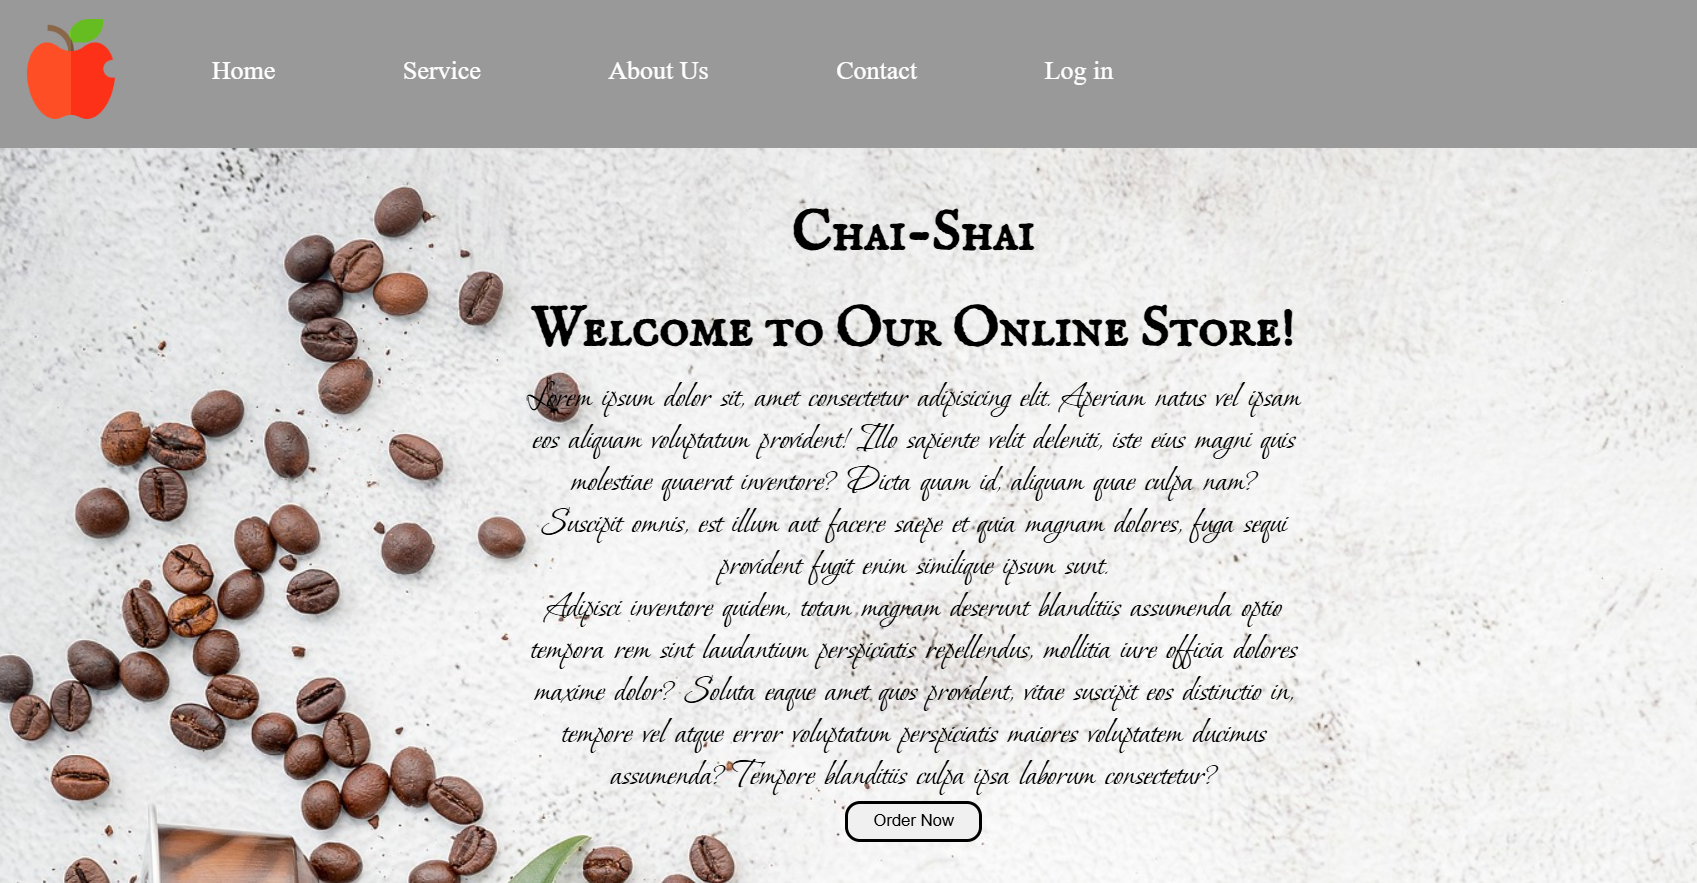 Home Service About Us Contact Log in
Chai-Shai
Welcome to Our Online Store!
Lorem ipsum dolor sit, amet consectetur adipisicing elit. Aperiam natus vel ipsam
eos aliquam voluptatum provident! Illo sapiente velit deleniti, iste eius magni quis
molestiae quaerat inventore? Dicta quam id, aliquam quae culpa nam?
Suscipit omnis, est illum aut facere saepe et quia magnam dolores, fuga sequi
provident fugit enim similique ipsum sunt.
Adipisci inventore quidem, totam magnam deserunt blanditiis assumenda optio
tempora rem sint laudantium perspiciatis repellendus, mollitia iure officia dolores
maxime dolor? Soluta eaque amet quos provident, vitae suscipit eos distinctio in,
tempore vel atque error voluptatum perspiciatis maiores voluptatem ducimus
assumenda? Tempore blanditiis culpa ipsa laborum consectetur?
Order Now